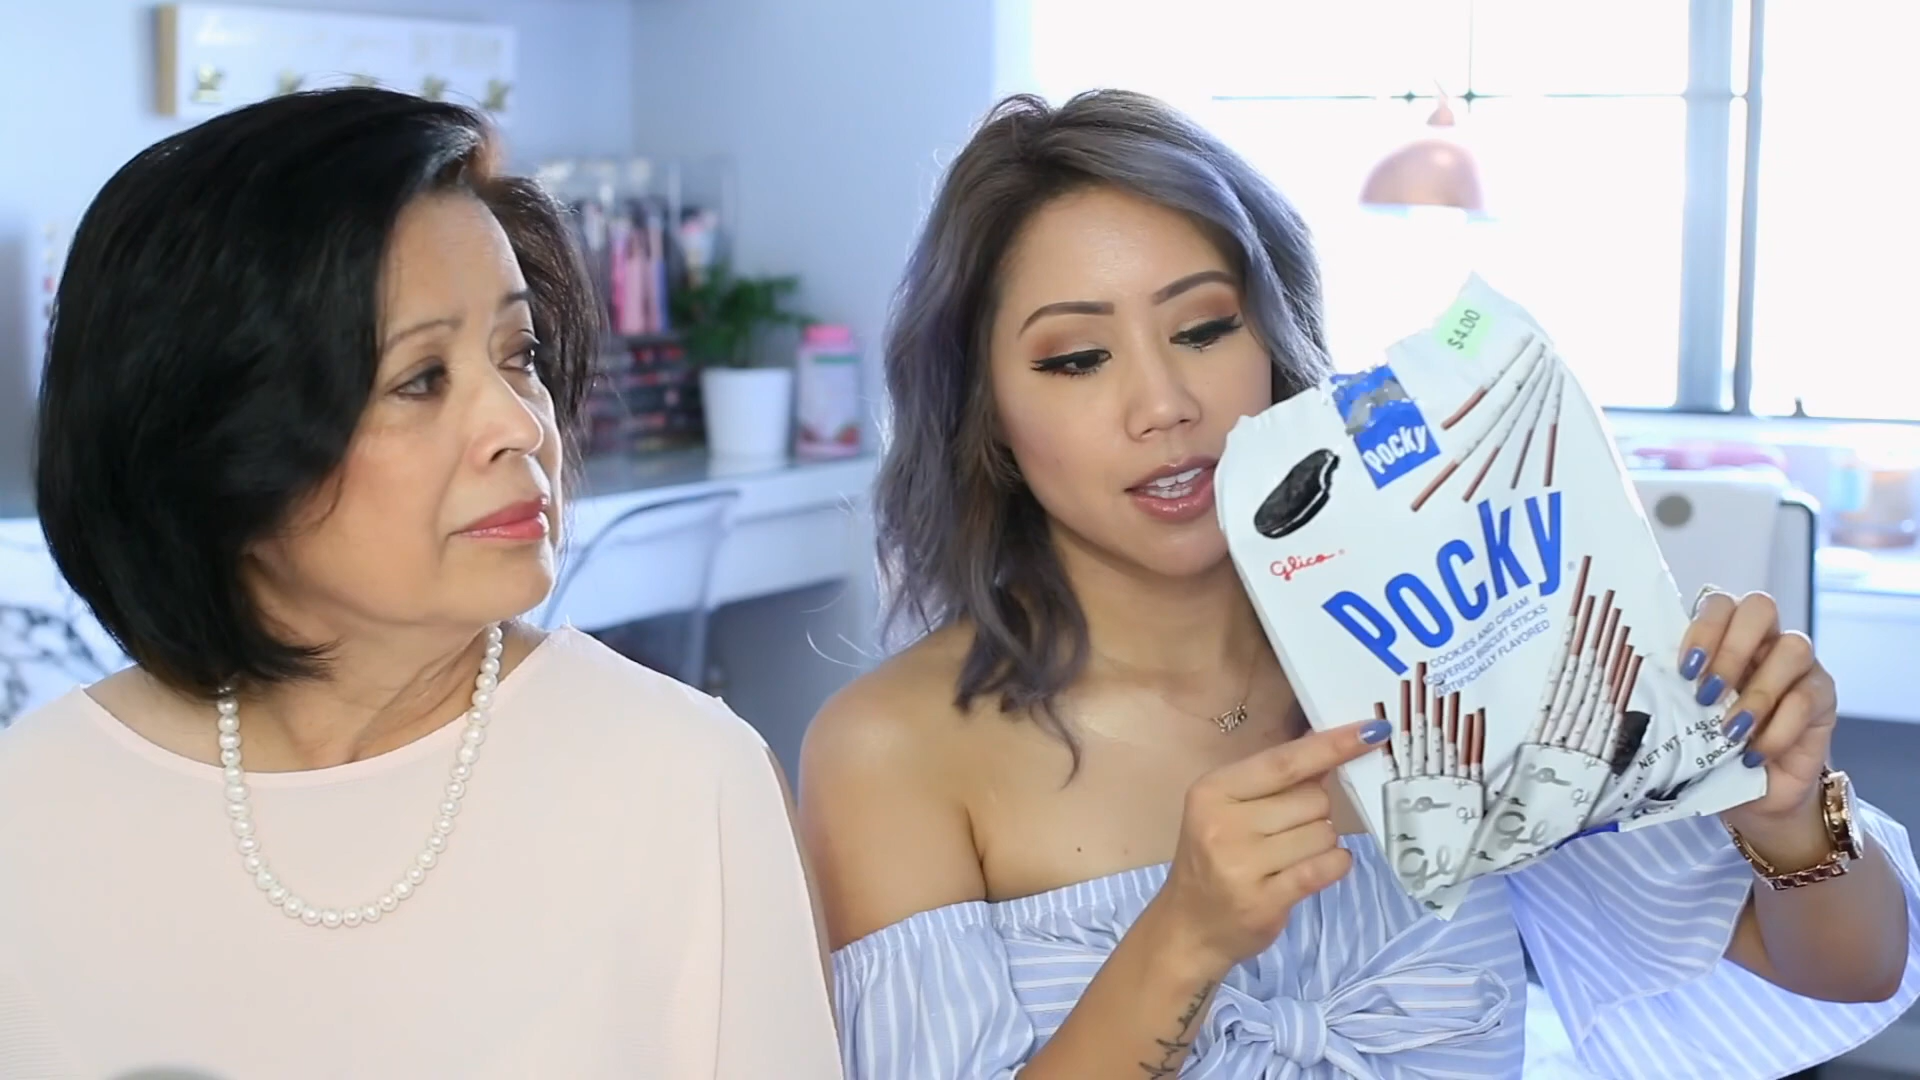 $4.00
Pocky
Glico
Pocky
COOKIES AND CREAM
COVERED BISCUIT STICKS
ARTIFICIALLY FLAVORED
NET WT. 4.45 oz
9 pack